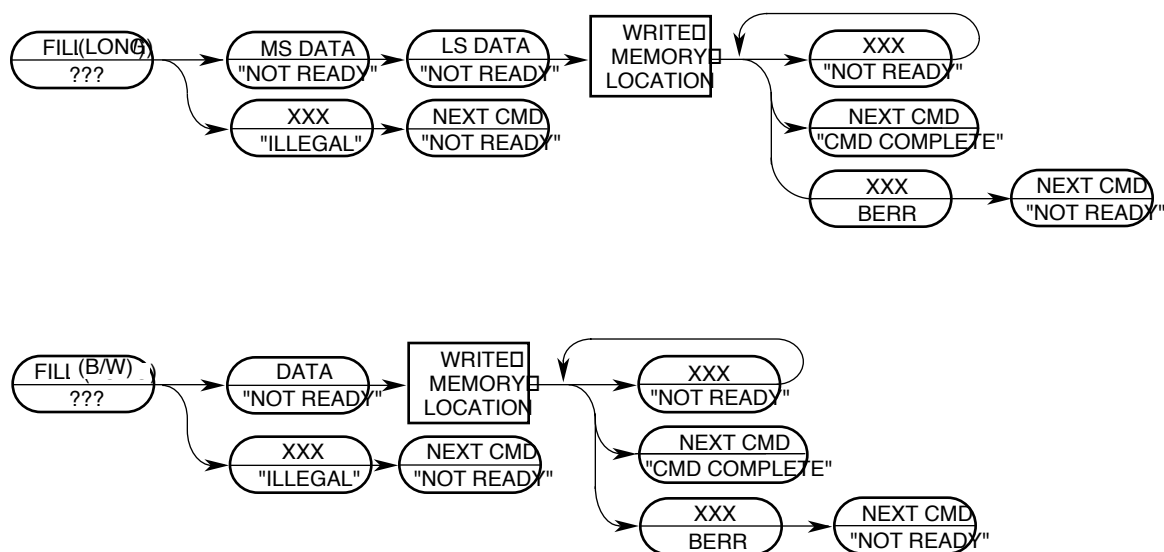 FILL (LONG)
???
MS DATA
"NOT READY"
LS DATA
"NOT READY"
WRITE
MEMORY
LOCATION
XXX
"NOT READY"
XXX
"ILLEGAL"
NEXT CMD
"NOT READY"
NEXT CMD
"CMD COMPLETE"
XXX
BERR
NEXT CMD
"NOT READY"
FILL (B/W)
???
DATA
"NOT READY"
WRITE
MEMORY
LOCATION
XXX
"NOT READY"
XXX
"ILLEGAL"
NEXT CMD
"NOT READY"
NEXT CMD
"CMD COMPLETE"
XXX
BERR
NEXT CMD
"NOT READY"